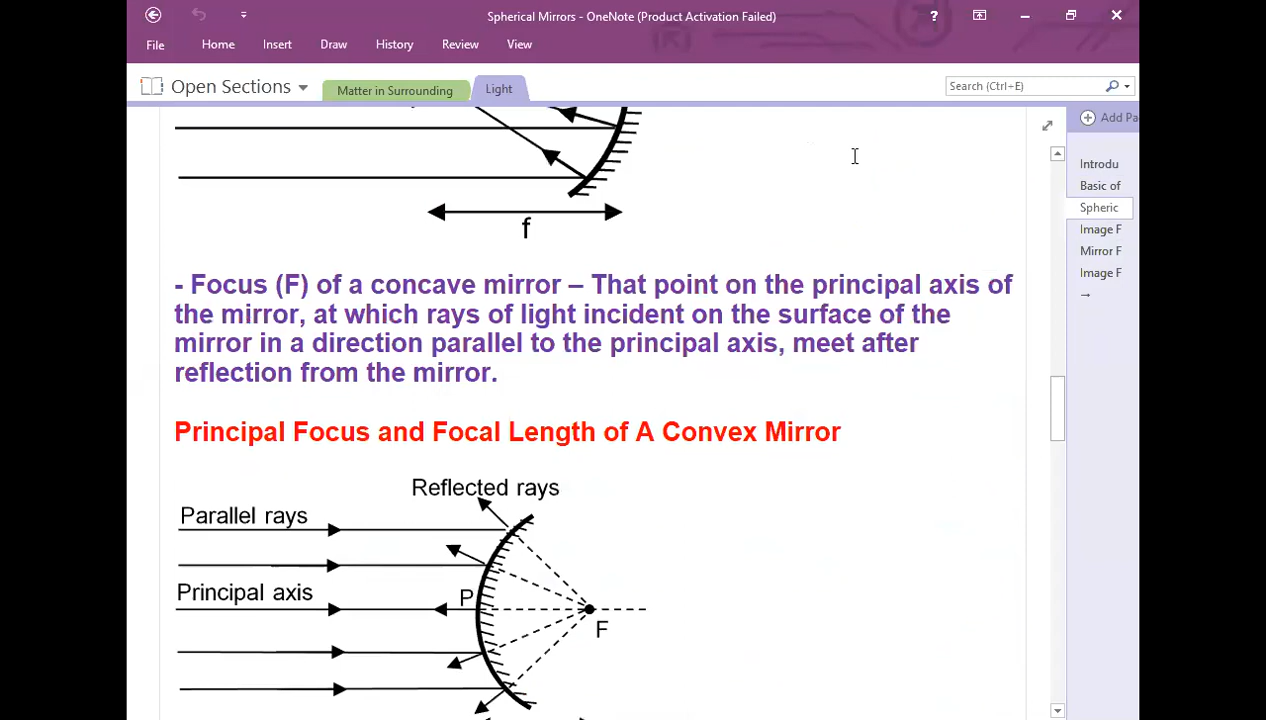 Spherical Mirrors - OneNote (Product Activation Failed)
?
File Home Insert Draw History Review View
Open Sections Matter in Surrounding Light Search (Ctrl+E)
Add Pa
Introdu
Basic of
Spheric
Image F
Mirror F
Image F
→
f
- Focus (F) of a concave mirror – That point on the principal axis of
the mirror, at which rays of light incident on the surface of the
mirror in a direction parallel to the principal axis, meet after
reflection from the mirror.
Principal Focus and Focal Length of A Convex Mirror
Reflected rays
Parallel rays
Principal axis
P
F